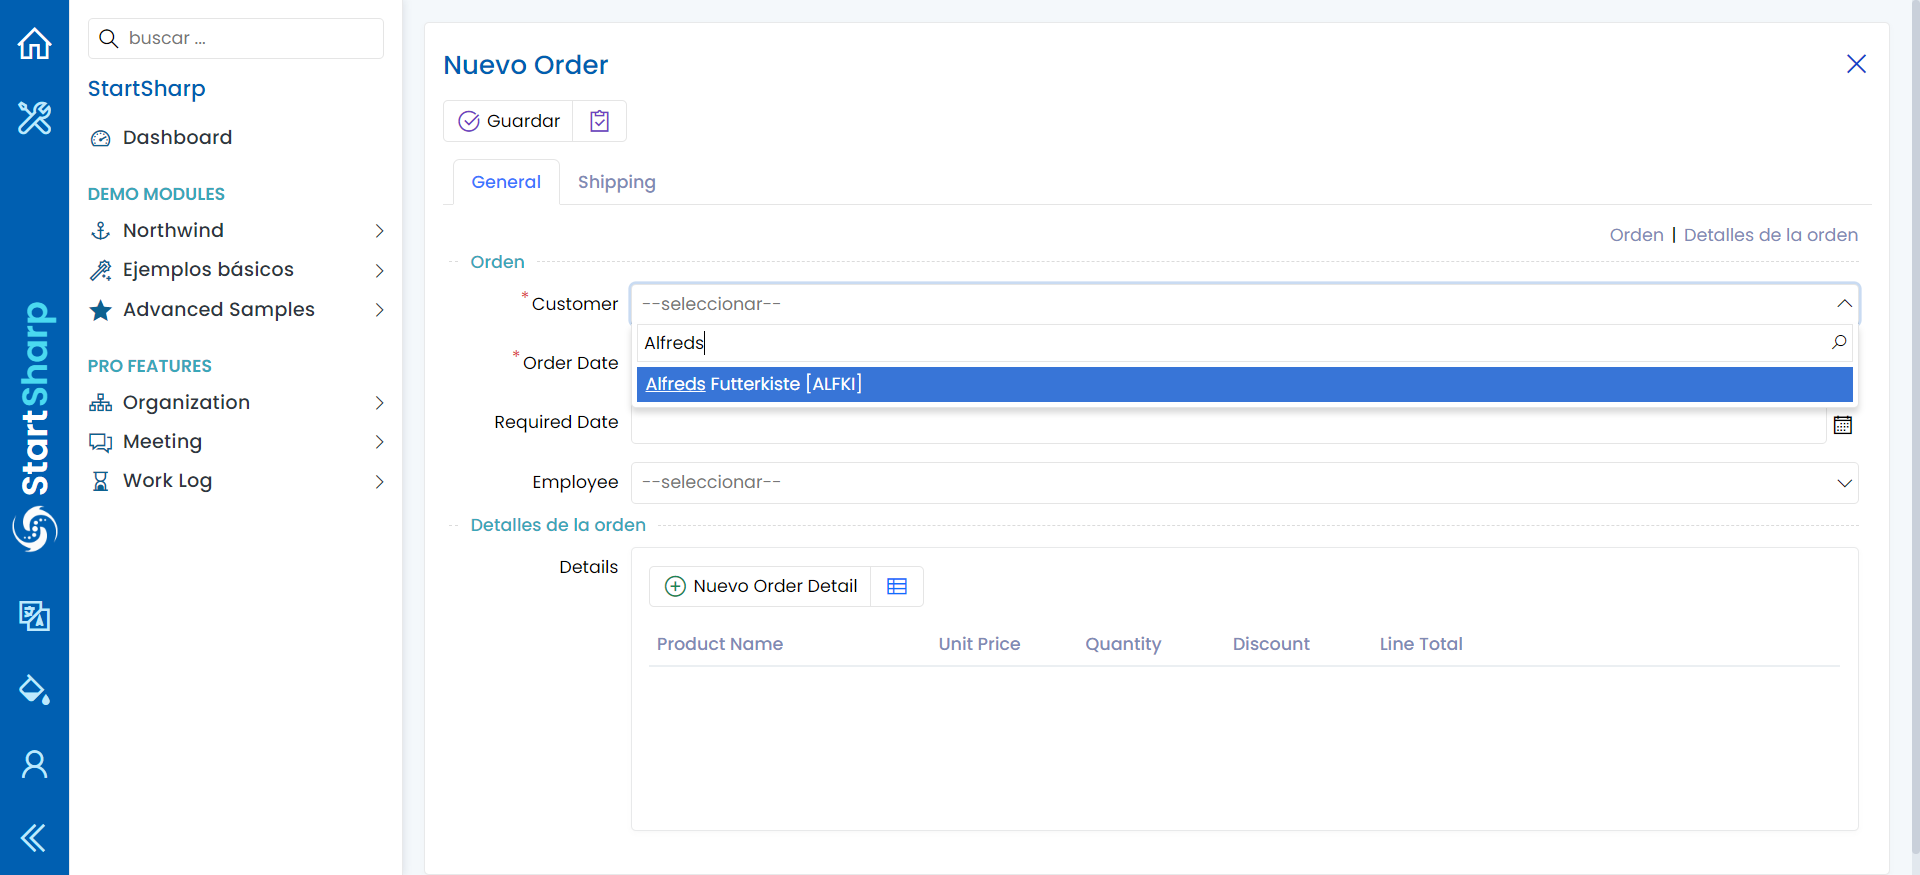 buscar ...
StartSharp
Dashboard
DEMO MODULES
Northwind
Ejemplos básicos
Advanced Samples
PRO FEATURES
Organization
Meeting
Work Log
StartSharp
Nuevo Order
Guardar
General
Shipping
Orden | Detalles de la orden
Orden
* Customer
--seleccionar--
Alfreds
Alfreds Futterkiste [ALFKI]
* Order Date
Required Date
Employee
--seleccionar--
Detalles de la orden
Details
Nuevo Order Detail
Product Name Unit Price Quantity Discount Line Total